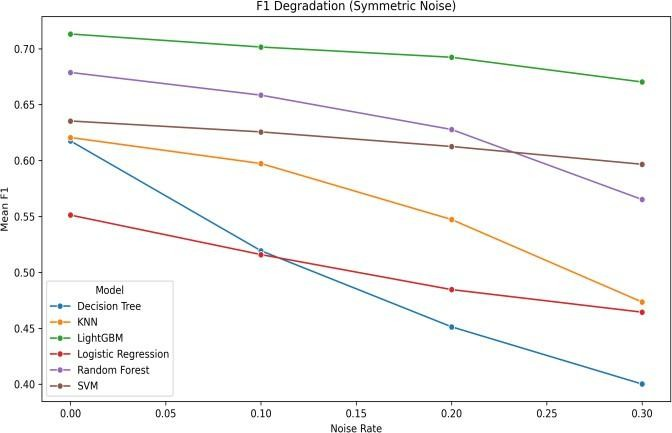 F1 Degradation (Symmetric Noise)
Mean F1
0.70
0.65
0.60
0.55
0.50
0.45
0.40
Model
Decision Tree
KNN
LightGBM
Logistic Regression
Random Forest
SVM
0.00 0.05 0.10 0.15 0.20 0.25 0.30
Noise Rate